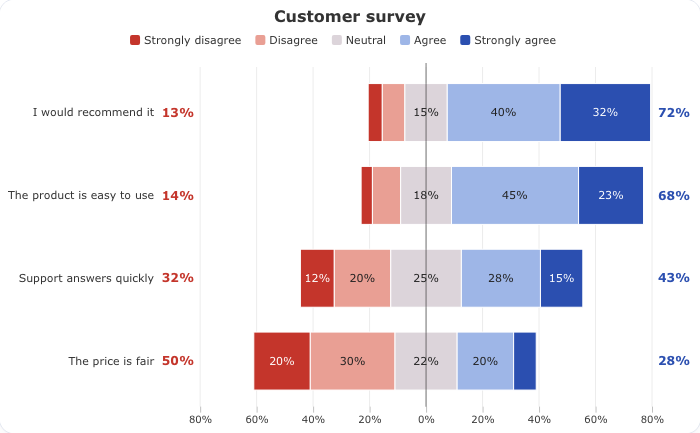 Customer survey
Strongly disagree Disagree Neutral Agree Strongly agree
I would recommend it 13% 15% 40% 32% 72%
The product is easy to use 14% 18% 45% 23% 68%
Support answers quickly 32% 12% 20% 25% 28% 15% 43%
The price is fair 50% 20% 30% 22% 20% 28%
80% 60% 40% 20% 0% 20% 40% 60% 80%